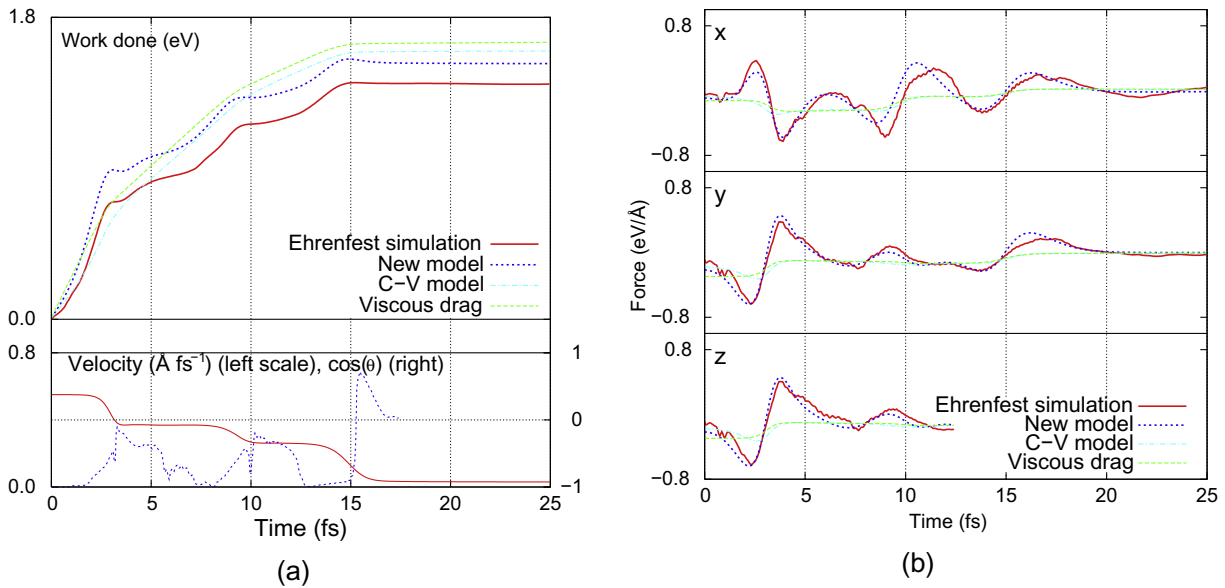 1.8
Work done (eV)
Ehrenfest simulation
New model
C−V model
Viscous drag
0.0
0.8
1
Velocity (Å fs⁻¹) (left scale), cos(θ) (right)
0
0.0
−1
0 5 10 15 20 25
Time (fs)
(a)
0.8
x
−0.8
0.8
y
Force (eV/Å)
−0.8
0.8
z
Ehrenfest simulation
New model
C−V model
Viscous drag
−0.8
0 5 10 15 20 25
Time (fs)
(b)